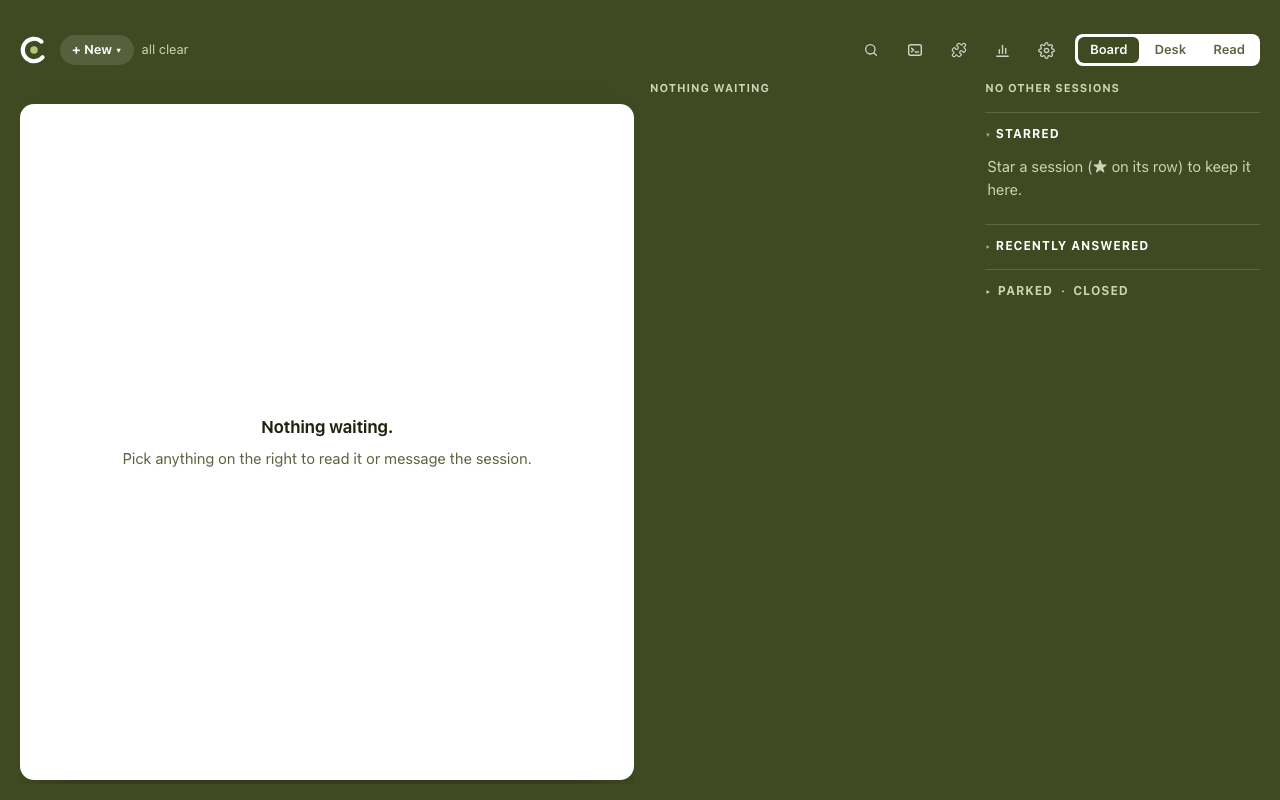 + New ▾
all clear
Board
Desk
Read
Nothing waiting.
Pick anything on the right to read it or message the session.
NOTHING WAITING
NO OTHER SESSIONS
▾ STARRED
Star a session (★ on its row) to keep it
here.
▸ RECENTLY ANSWERED
▸ PARKED · CLOSED